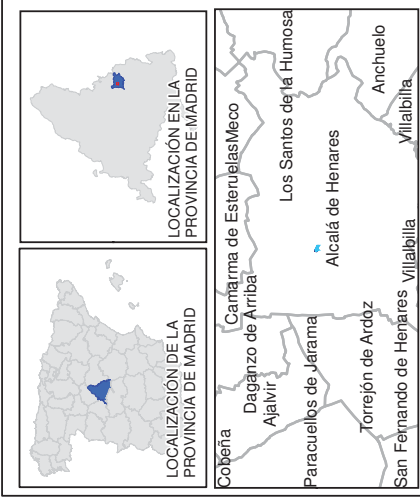 LOCALIZACIÓN DE LA
PROVINCIA DE MADRID
LOCALIZACIÓN EN LA
PROVINCIA DE MADRID
Cobeña
Daganzo de Arriba
Ajalvir
Camarma de Esteruelas
Meco
Los Santos de la Humosa
Paracuellos de Jarama
Alcalá de Henares
Anchuelo
Torrejón de Ardoz
San Fernando de Henares
Villalbilla
Villalbilla